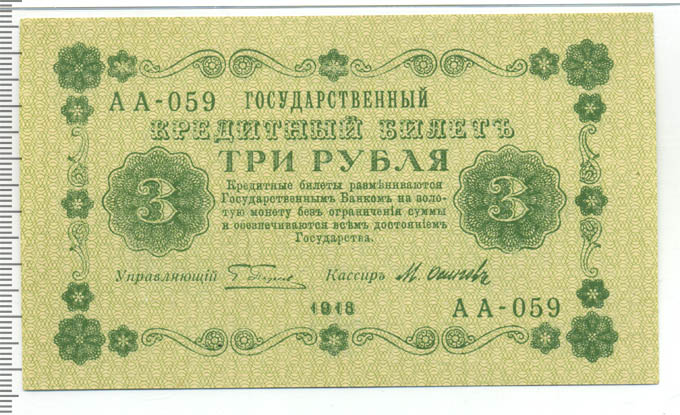 АА-059 ГОСУДАРСТВЕННЫЙ
КРЕДИТНЫЙ БИЛЕТЪ
ТРИ РУБЛЯ
3 3
Кредитные билеты размѣниваются
Государственнымъ Банкомъ на золо-
тую монету безъ ограниченія суммы
и обезпечиваются всѣмъ достояніемъ
Государства.
Управляющій Кассиръ
1918
АА-059